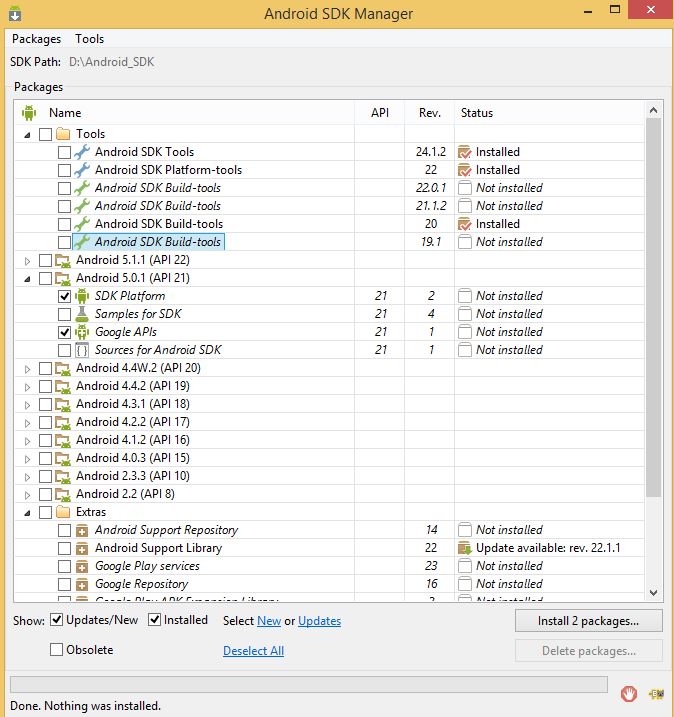 Android SDK Manager
Packages Tools
SDK Path: D:\Android_SDK
Packages
Name API Rev. Status
Tools
Android SDK Tools 24.1.2 Installed
Android SDK Platform-tools 22 Installed
Android SDK Build-tools 22.0.1 Not installed
Android SDK Build-tools 21.1.2 Not installed
Android SDK Build-tools 20 Installed
Android SDK Build-tools 19.1 Not installed
Android 5.1.1 (API 22)
Android 5.0.1 (API 21)
SDK Platform 21 2 Not installed
Samples for SDK 21 4 Not installed
Google APIs 21 1 Not installed
Sources for Android SDK 21 1 Not installed
Android 4.4W.2 (API 20)
Android 4.4.2 (API 19)
Android 4.3.1 (API 18)
Android 4.2.2 (API 17)
Android 4.1.2 (API 16)
Android 4.0.3 (API 15)
Android 2.3.3 (API 10)
Android 2.2 (API 8)
Extras
Android Support Repository 14 Not installed
Android Support Library 22 Update available: rev. 22.1.1
Google Play services 23 Not installed
Google Repository 16 Not installed
Google Play APK Expansion Library 3 Not installed
Show: Updates/New Installed Select New or Updates Install 2 packages...
Obsolete Deselect All Delete packages...
Done. Nothing was installed.